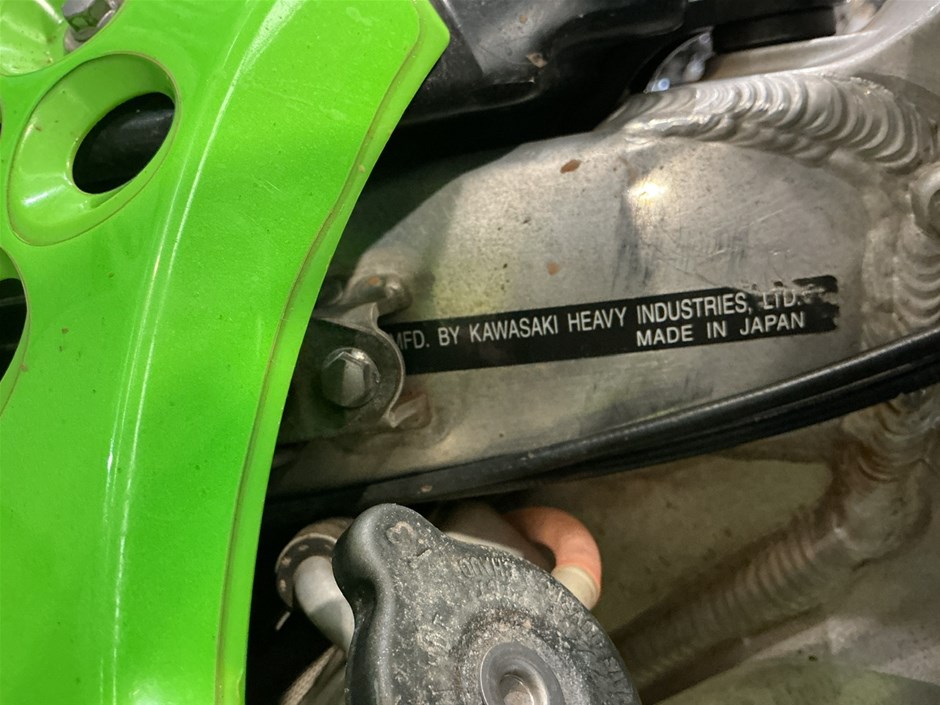 MFD. BY KAWASAKI HEAVY INDUSTRIES, LTD.
MADE IN JAPAN